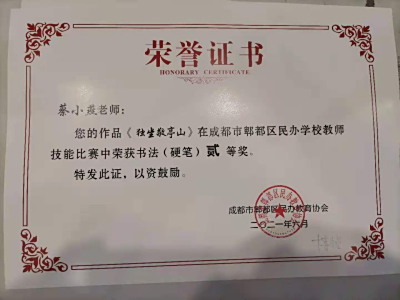 荣誉证书
HONORARY CERTIFICATE
蔡小燕老师：
您的作品《独坐敬亭山》在成都市郫都区民办学校教师
技能比赛中荣获书法（硬笔）贰等奖。
特发此证，以资鼓励。
成都市郫都区民办教育协会
二〇二一年六月